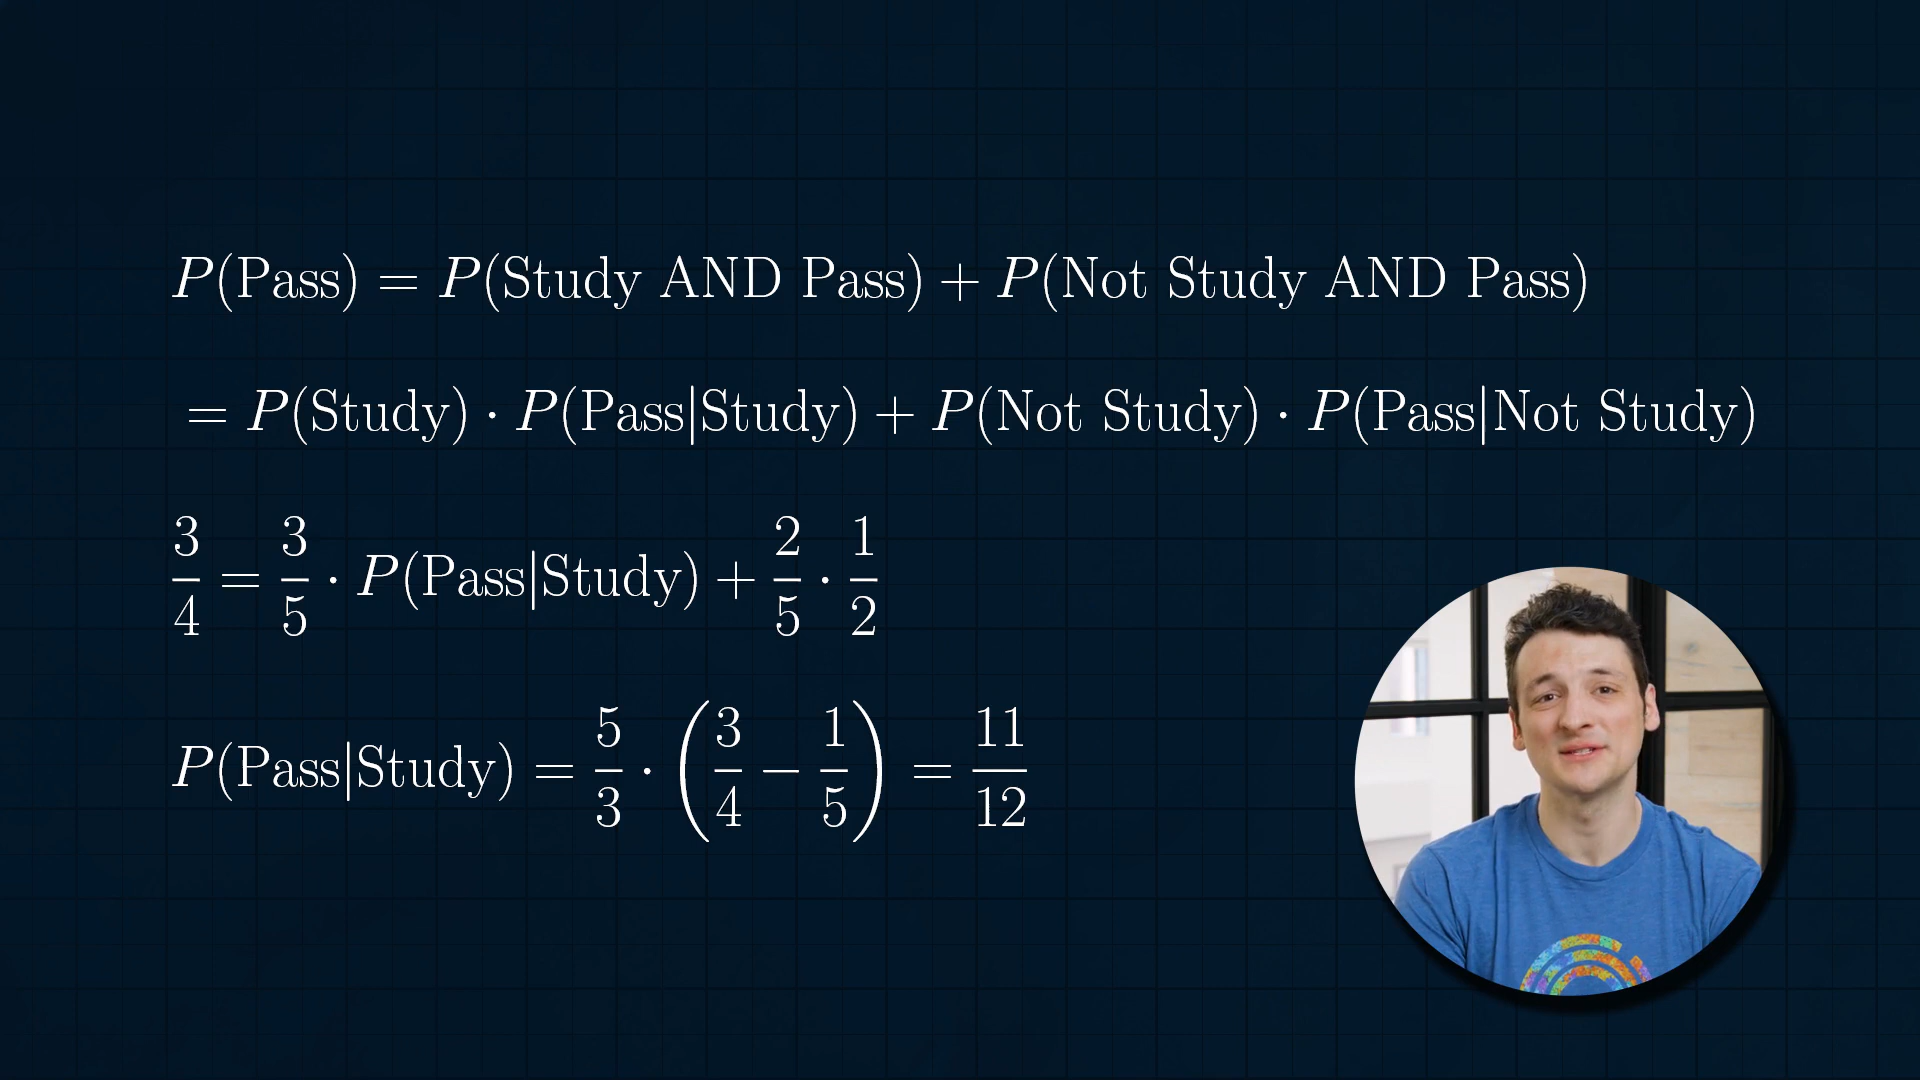 P(Pass) = P(Study AND Pass) + P(Not Study AND Pass)
= P(Study) · P(Pass|Study) + P(Not Study) · P(Pass|Not Study)
3/4 = 3/5 · P(Pass|Study) + 2/5 · 1/2
P(Pass|Study) = 5/3 · (3/4 − 1/5) = 11/12